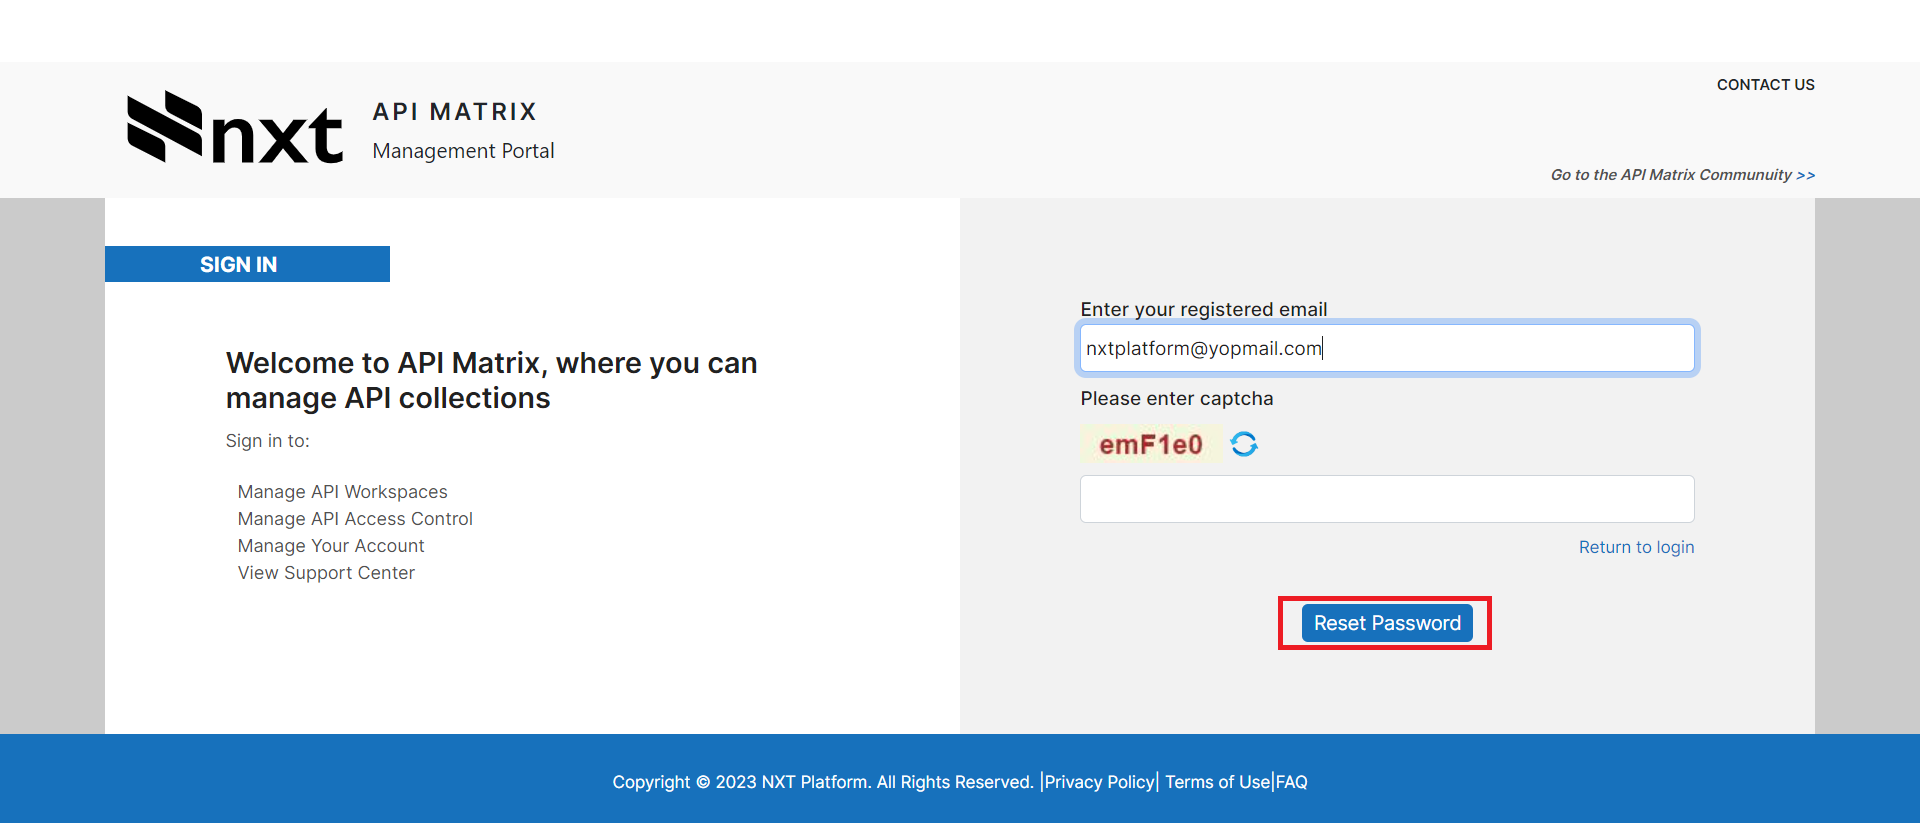 CONTACT US
nxt
API MATRIX
Management Portal
Go to the API Matrix Communuity >>
SIGN IN
Welcome to API Matrix, where you can
manage API collections
Sign in to:
Manage API Workspaces
Manage API Access Control
Manage Your Account
View Support Center
Enter your registered email
nxtplatform@yopmail.com
Please enter captcha
emF1e0
Return to login
Reset Password
Copyright © 2023 NXT Platform. All Rights Reserved. |Privacy Policy| Terms of Use|FAQ